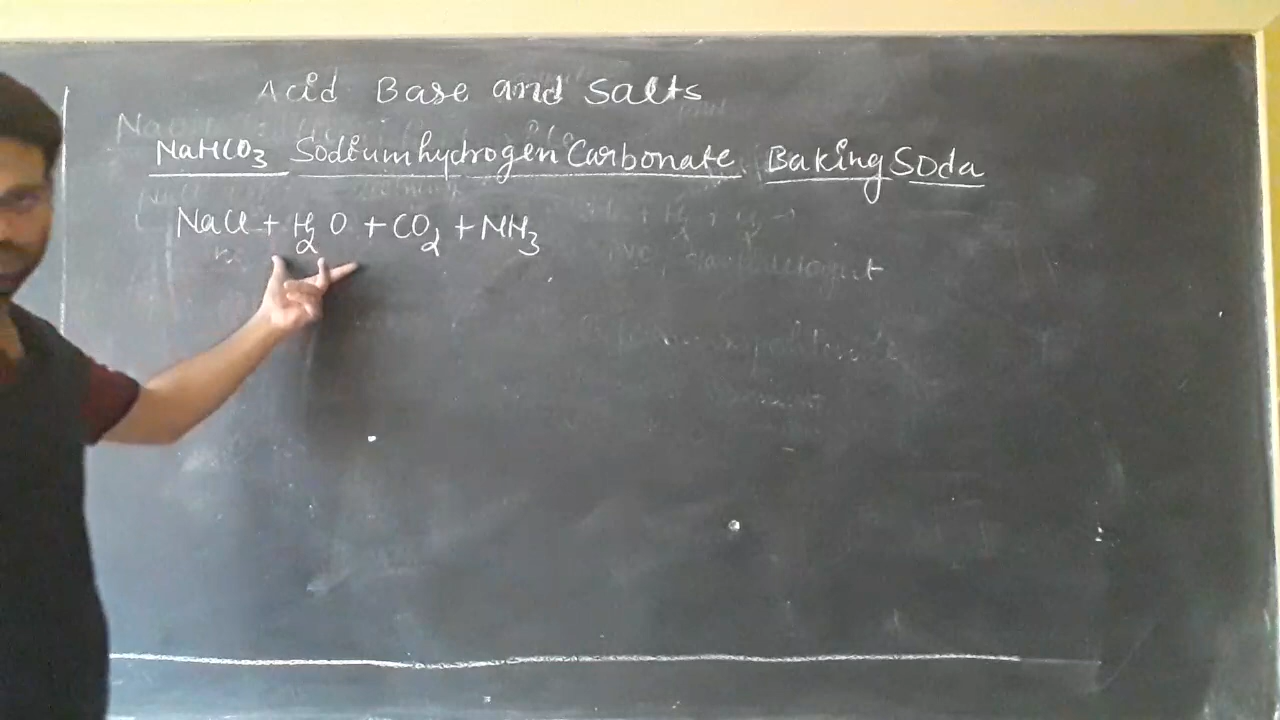 Acid Base and Salts
NaHCO3 Sodium hydrogen Carbonate Baking Soda
NaCl + H2O + CO2 + NH3